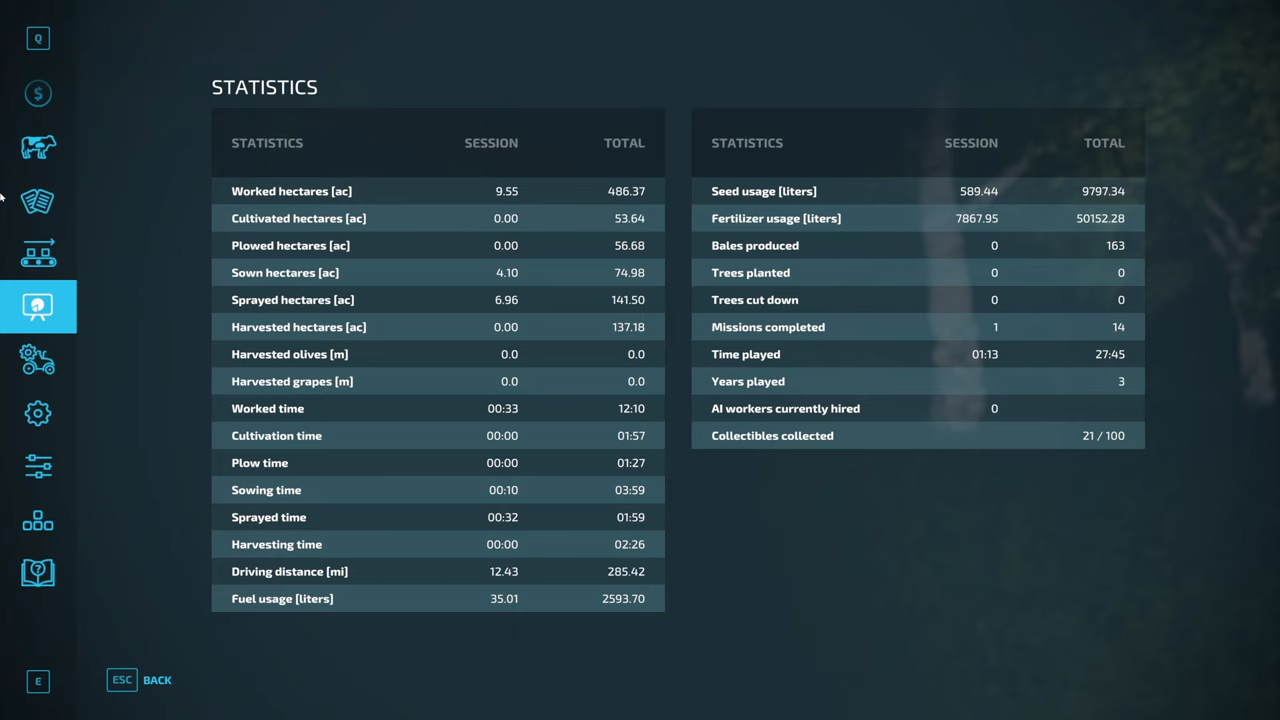 Q
$
STATISTICS
STATISTICS SESSION TOTAL
Worked hectares [ac] 9.55 486.37
Cultivated hectares [ac] 0.00 53.64
Plowed hectares [ac] 0.00 56.68
Sown hectares [ac] 4.10 74.98
Sprayed hectares [ac] 6.96 141.50
Harvested hectares [ac] 0.00 137.18
Harvested olives [m] 0.0 0.0
Harvested grapes [m] 0.0 0.0
Worked time 00:33 12:10
Cultivation time 00:00 01:57
Plow time 00:00 01:27
Sowing time 00:10 03:59
Sprayed time 00:32 01:59
Harvesting time 00:00 02:26
Driving distance [mi] 12.43 285.42
Fuel usage [liters] 35.01 2593.70
STATISTICS SESSION TOTAL
Seed usage [liters] 589.44 9797.34
Fertilizer usage [liters] 7867.95 50152.28
Bales produced 0 163
Trees planted 0 0
Trees cut down 0 0
Missions completed 1 14
Time played 01:13 27:45
Years played 3
AI workers currently hired 0
Collectibles collected 21 / 100
?
E
ESC BACK